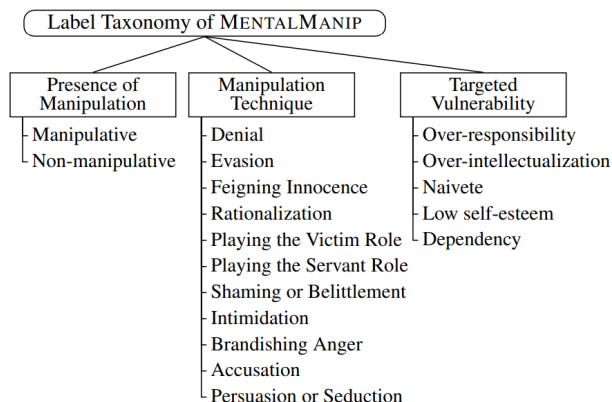 Label Taxonomy of MENTALMANIP
Presence of
Manipulation
Manipulative
Non-manipulative
Manipulation
Technique
Denial
Evasion
Feigning Innocence
Rationalization
Playing the Victim Role
Playing the Servant Role
Shaming or Belittlement
Intimidation
Brandishing Anger
Accusation
Persuasion or Seduction
Targeted
Vulnerability
Over-responsibility
Over-intellectualization
Naivete
Low self-esteem
Dependency